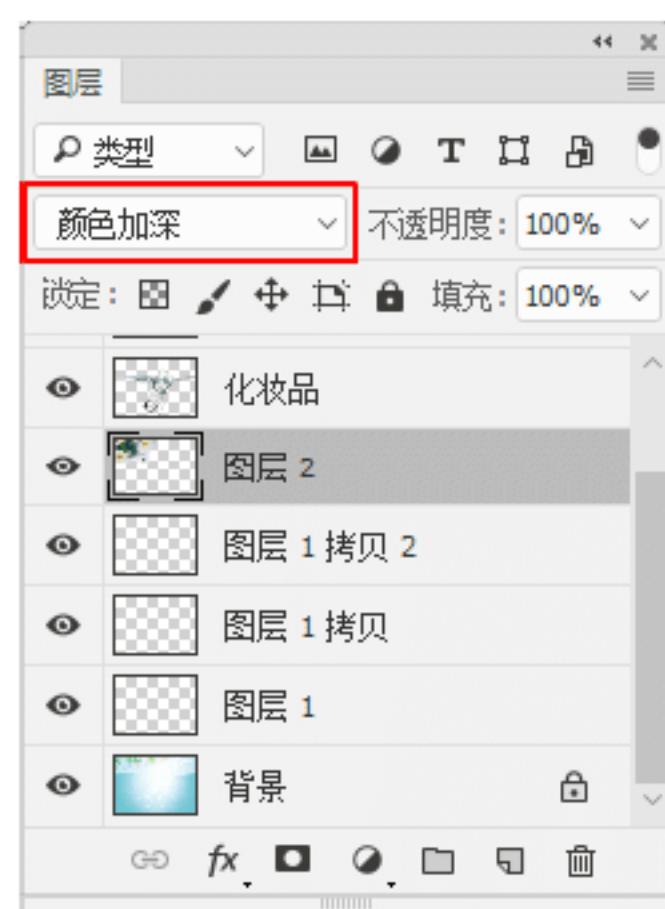 图层
类型
颜色加深 不透明度: 100%
锁定: 填充: 100%
化妆品
图层 2
图层 1 拷贝 2
图层 1 拷贝
图层 1
背景
fx